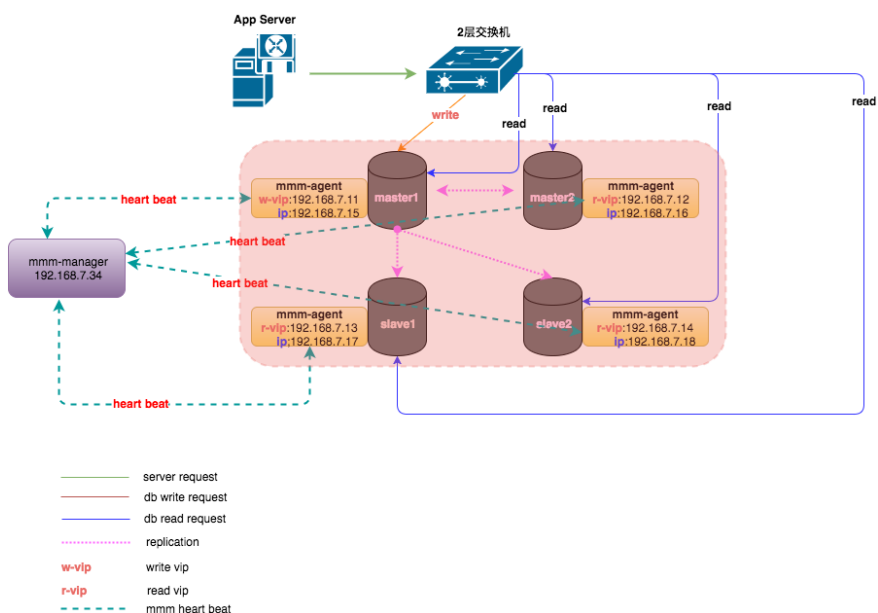 App Server
2层交换机
write
read
read
read
read
mmm-agent
w-vip:192.168.7.11
ip:192.168.7.15
master1
master2
mmm-agent
r-vip:192.168.7.12
ip:192.168.7.16
heart beat
heart beat
heart beat
mmm-manager
192.168.7.34
mmm-agent
r-vip:192.168.7.13
ip;192.168.7.17
slave1
slave2
mmm-agent
r-vip:192.168.7.14
ip:192.168.7.18
heart beat
server request
db write request
db read request
replication
w-vip write vip
r-vip read vip
mmm heart beat